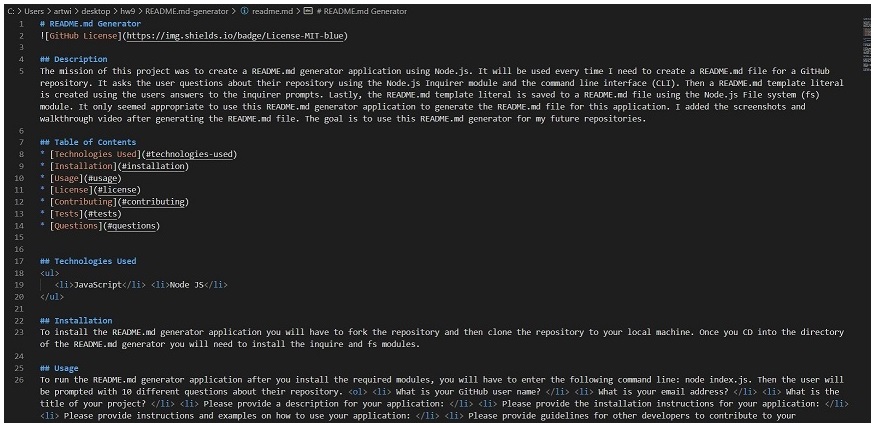 C: > Users > artwi > desktop > hw9 > README.md-generator > readme.md > # README.md Generator
1 # README.md Generator
2 ![GitHub License](https://img.shields.io/badge/License-MIT-blue)
3
4 ## Description
5 The mission of this project was to create a README.md generator application using Node.js. It will be used every time I need to create a README.md file for a GitHub
repository. It asks the user questions about their repository using the Node.js Inquirer module and the command line interface (CLI). Then a README.md template literal
is created using the users answers to the inquirer prompts. Lastly, the README.md template literal is saved to a README.md file using the Node.js File system (fs)
module. It only seemed appropriate to use this README.md generator application to generate the README.md file for this application. I added the screenshots and
walkthrough video after generating the README.md file. The goal is to use this README.md generator for my future repositories.
6
7 ## Table of Contents
8 * [Technologies Used](#technologies-used)
9 * [Installation](#installation)
10 * [Usage](#usage)
11 * [License](#license)
12 * [Contributing](#contributing)
13 * [Tests](#tests)
14 * [Questions](#questions)
15
16
17 ## Technologies Used
18 <ul>
19 <li>JavaScript</li> <li>Node JS</li>
20 </ul>
21
22 ## Installation
23 To install the README.md generator application you will have to fork the repository and then clone the repository to your local machine. Once you CD into the directory
of the README.md generator you will need to install the inquire and fs modules.
24
25 ## Usage
26 To run the README.md generator application after you install the required modules, you will have to enter the following command line: node index.js. Then the user will
be prompted with 10 different questions about their repository. <ol> <li> What is your GitHub user name? </li> <li> What is your email address? </li> <li> What is the
title of your project? </li> <li> Please provide a description for your application: </li> <li> Please provide the installation instructions for your application: </li>
<li> Please provide instructions and examples on how to use your application: </li> <li> Please provide guidelines for other developers to contribute to your